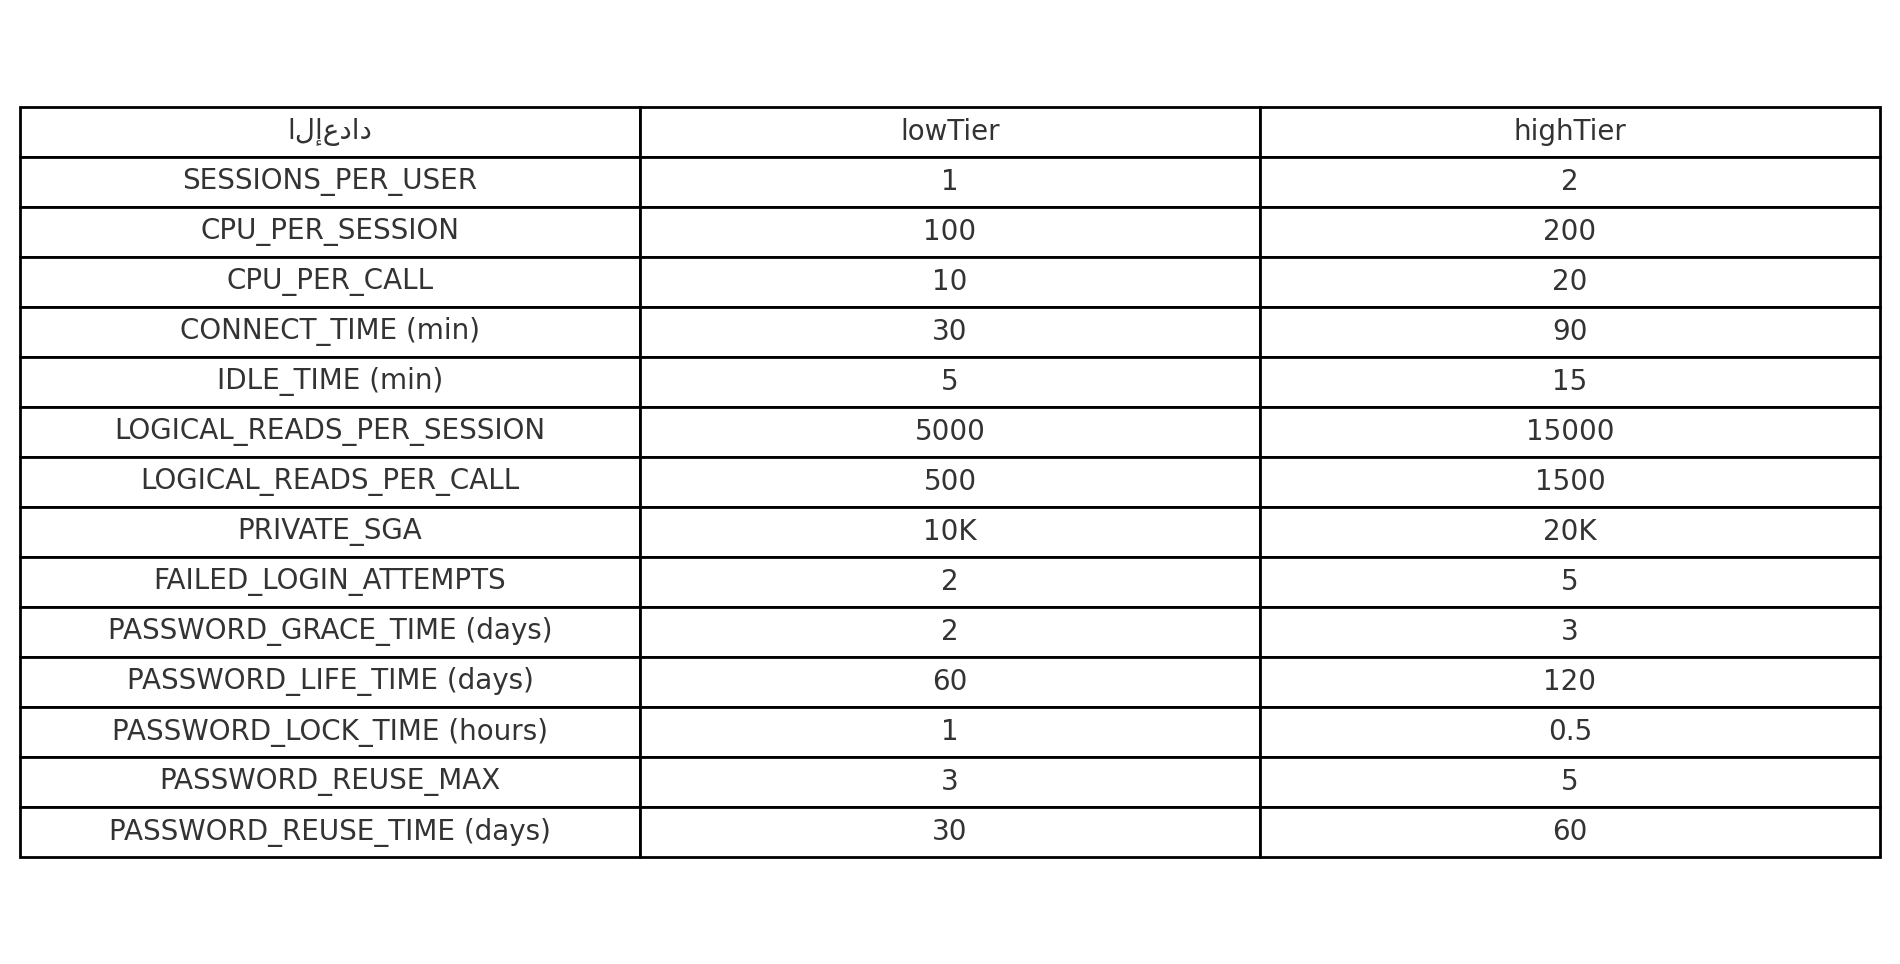 الإعداد lowTier highTier
SESSIONS_PER_USER 1 2
CPU_PER_SESSION 100 200
CPU_PER_CALL 10 20
CONNECT_TIME (min) 30 90
IDLE_TIME (min) 5 15
LOGICAL_READS_PER_SESSION 5000 15000
LOGICAL_READS_PER_CALL 500 1500
PRIVATE_SGA 10K 20K
FAILED_LOGIN_ATTEMPTS 2 5
PASSWORD_GRACE_TIME (days) 2 3
PASSWORD_LIFE_TIME (days) 60 120
PASSWORD_LOCK_TIME (hours) 1 0.5
PASSWORD_REUSE_MAX 3 5
PASSWORD_REUSE_TIME (days) 30 60